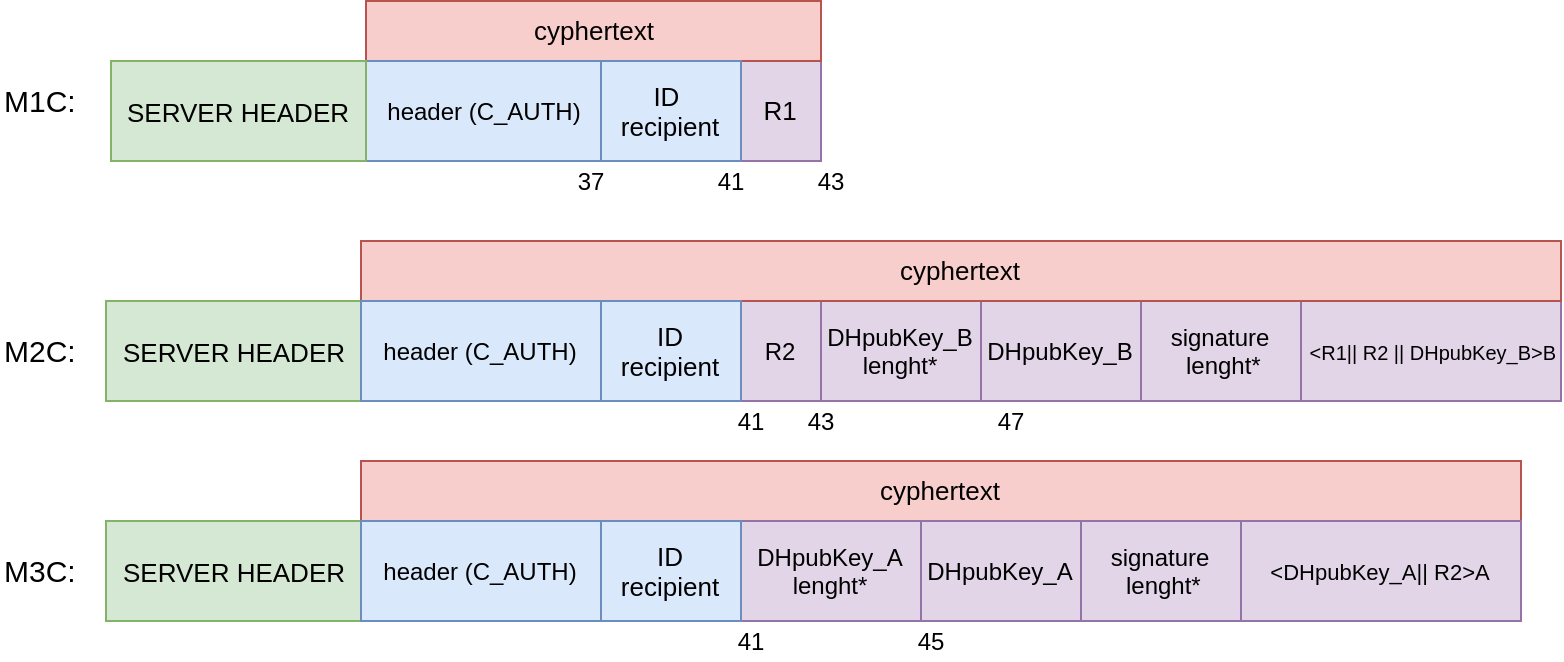 cyphertext
M1C:
SERVER HEADER
header (C_AUTH)
ID
recipient
R1
37
41
43
cyphertext
M2C:
SERVER HEADER
header (C_AUTH)
ID
recipient
R2
DHpubKey_B
lenght*
DHpubKey_B
signature
lenght*
<R1|| R2 || DHpubKey_B>B
41
43
47
cyphertext
M3C:
SERVER HEADER
header (C_AUTH)
ID
recipient
DHpubKey_A
lenght*
DHpubKey_A
signature
lenght*
<DHpubKey_A|| R2>A
41
45